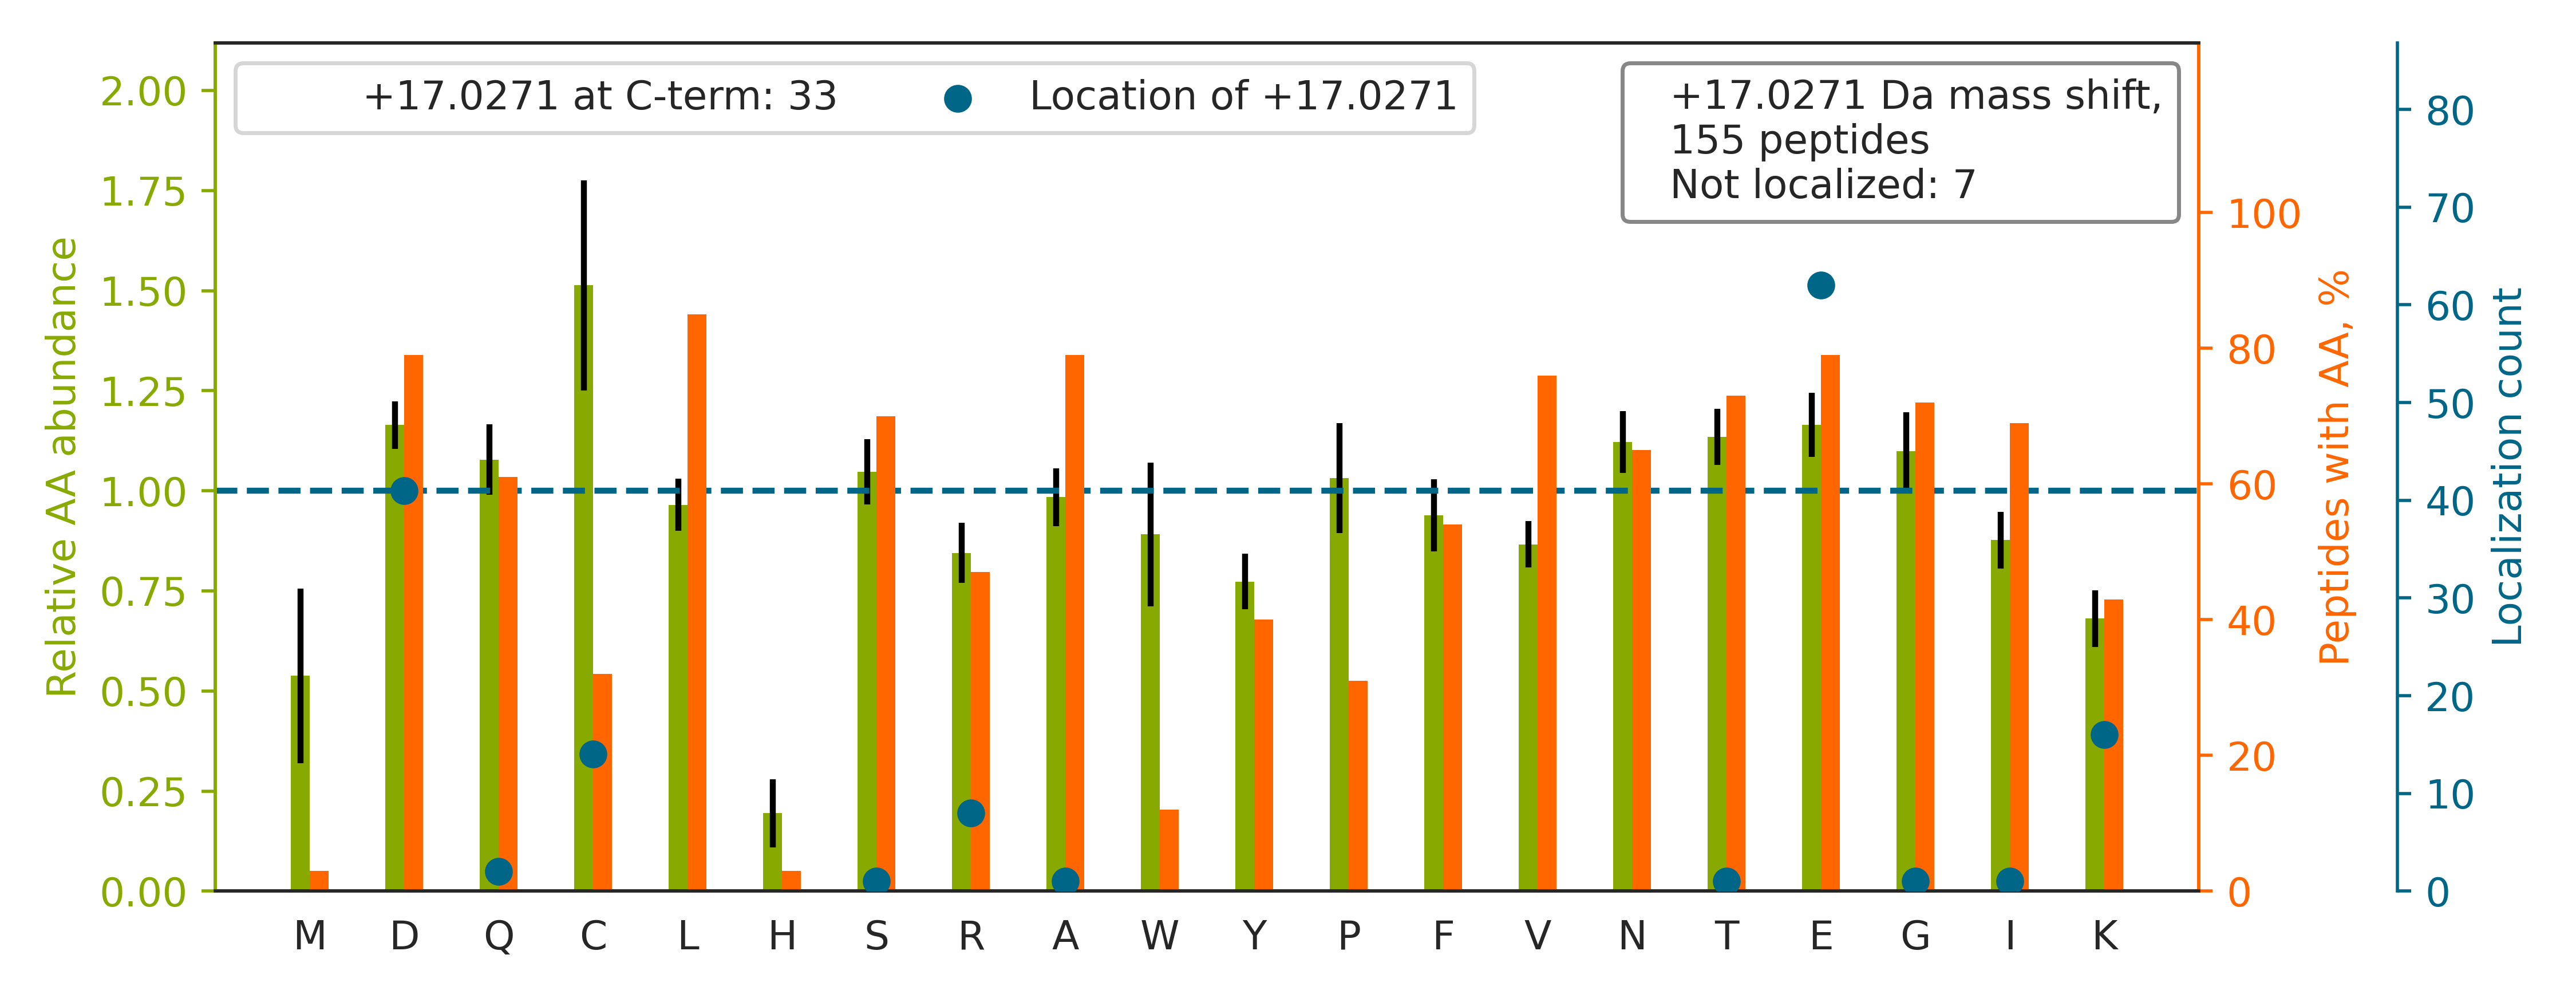 +17.0271 at C-term: 33
Location of +17.0271
+17.0271 Da mass shift,
155 peptides
Not localized: 7
Relative AA abundance
2.00
1.75
1.50
1.25
1.00
0.75
0.50
0.25
0.00
M D Q C L H S R A W Y P F V N T E G I K
100
80
60
40
20
0
Peptides with AA, %
80
70
60
50
40
30
20
10
0
Localization count